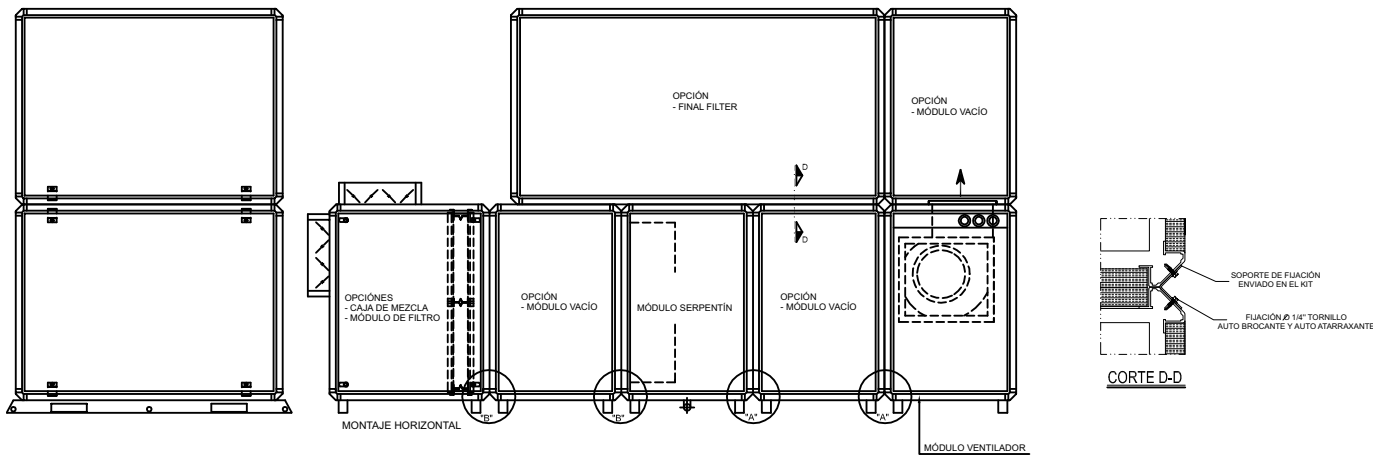 OPCIÓN
- FINAL FILTER
OPCIÓN
- MÓDULO VACÍO
D
D
OPCIÓNES
- CAJA DE MEZCLA
- MÓDULO DE FILTRO
OPCIÓN
- MÓDULO VACÍO
MÓDULO SERPENTÍN
OPCIÓN
- MÓDULO VACÍO
"B"
"B"
"A"
"A"
MONTAJE HORIZONTAL
MÓDULO VENTILADOR
SOPORTE DE FIJACIÓN
ENVIADO EN EL KIT
FIJACIÓN Ø 1/4" TORNILLO
AUTO BROCANTE Y AUTO ATARRAXANTE
CORTE D-D